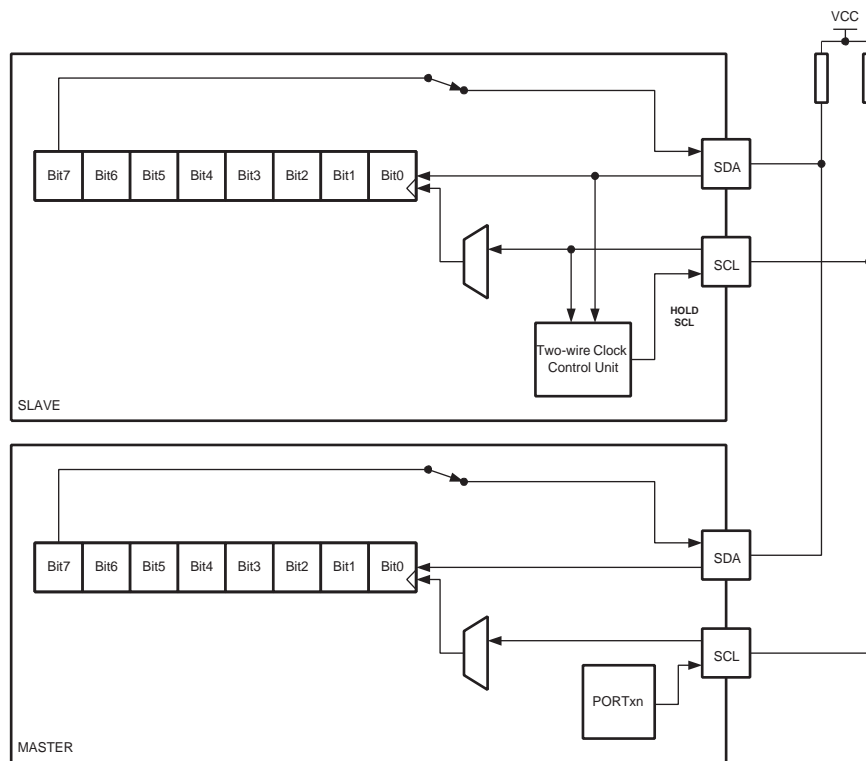 VCC
Bit7 Bit6 Bit5 Bit4 Bit3 Bit2 Bit1 Bit0
SDA
SCL
HOLD
SCL
Two-wire Clock
Control Unit
SLAVE
Bit7 Bit6 Bit5 Bit4 Bit3 Bit2 Bit1 Bit0
SDA
SCL
PORTxn
MASTER